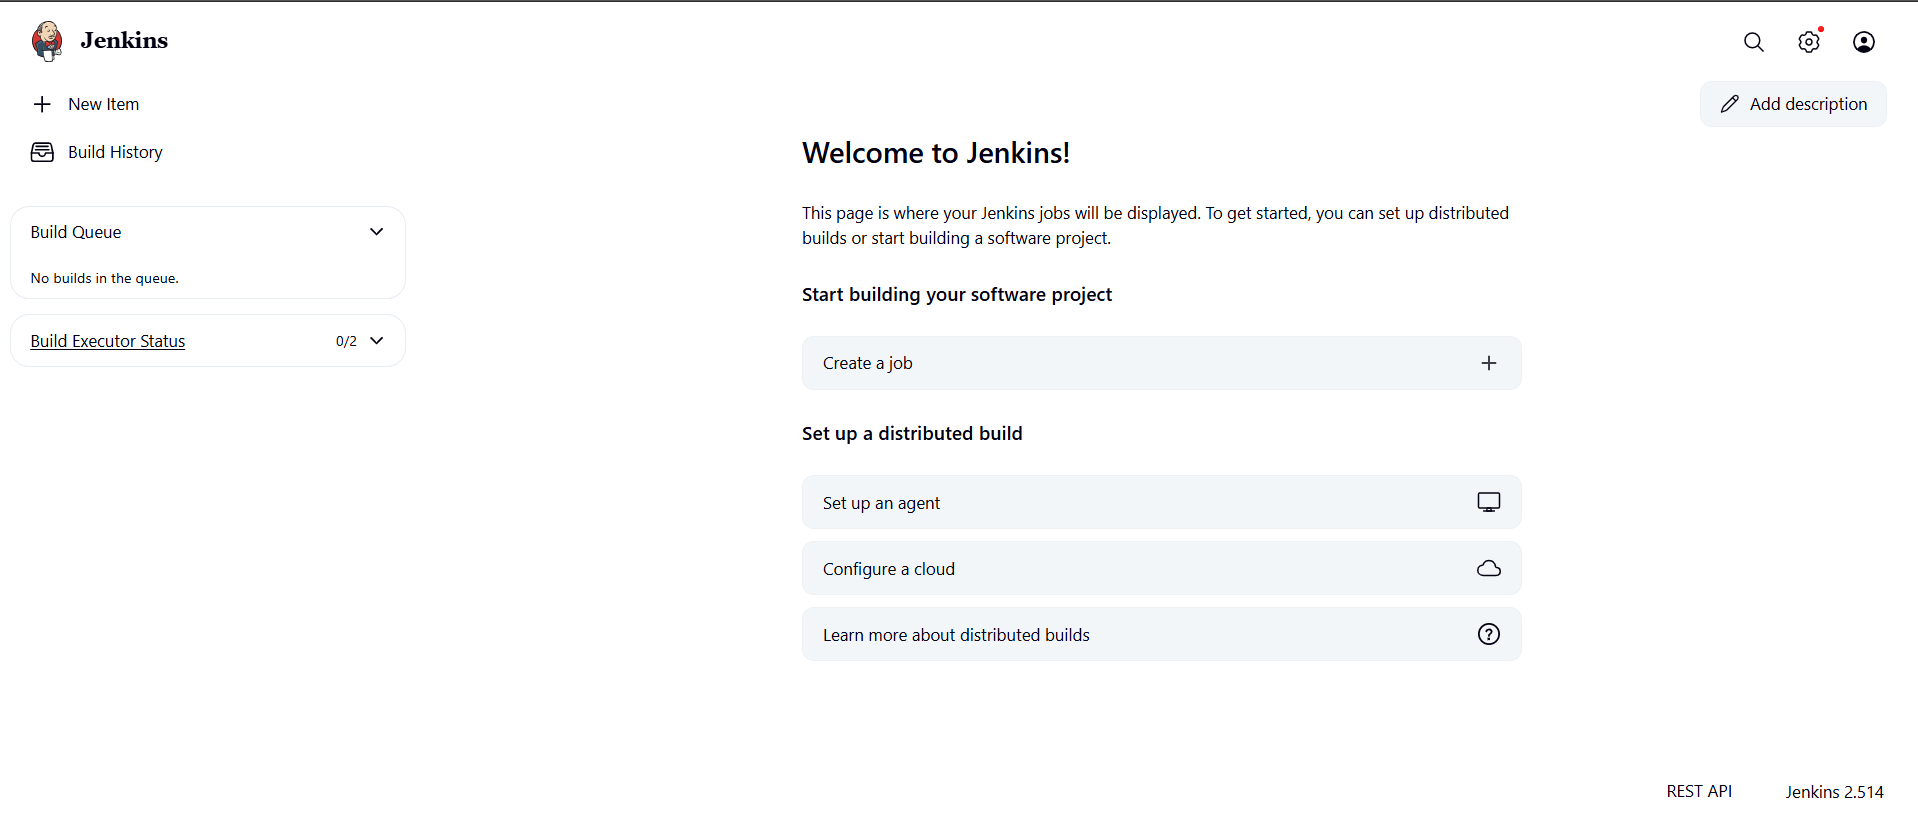 Jenkins
New Item
Add description
Build History
Build Queue
No builds in the queue.
Build Executor Status
0/2
Welcome to Jenkins!
This page is where your Jenkins jobs will be displayed. To get started, you can set up distributed
builds or start building a software project.
Start building your software project
Create a job
Set up a distributed build
Set up an agent
Configure a cloud
Learn more about distributed builds
REST API
Jenkins 2.514